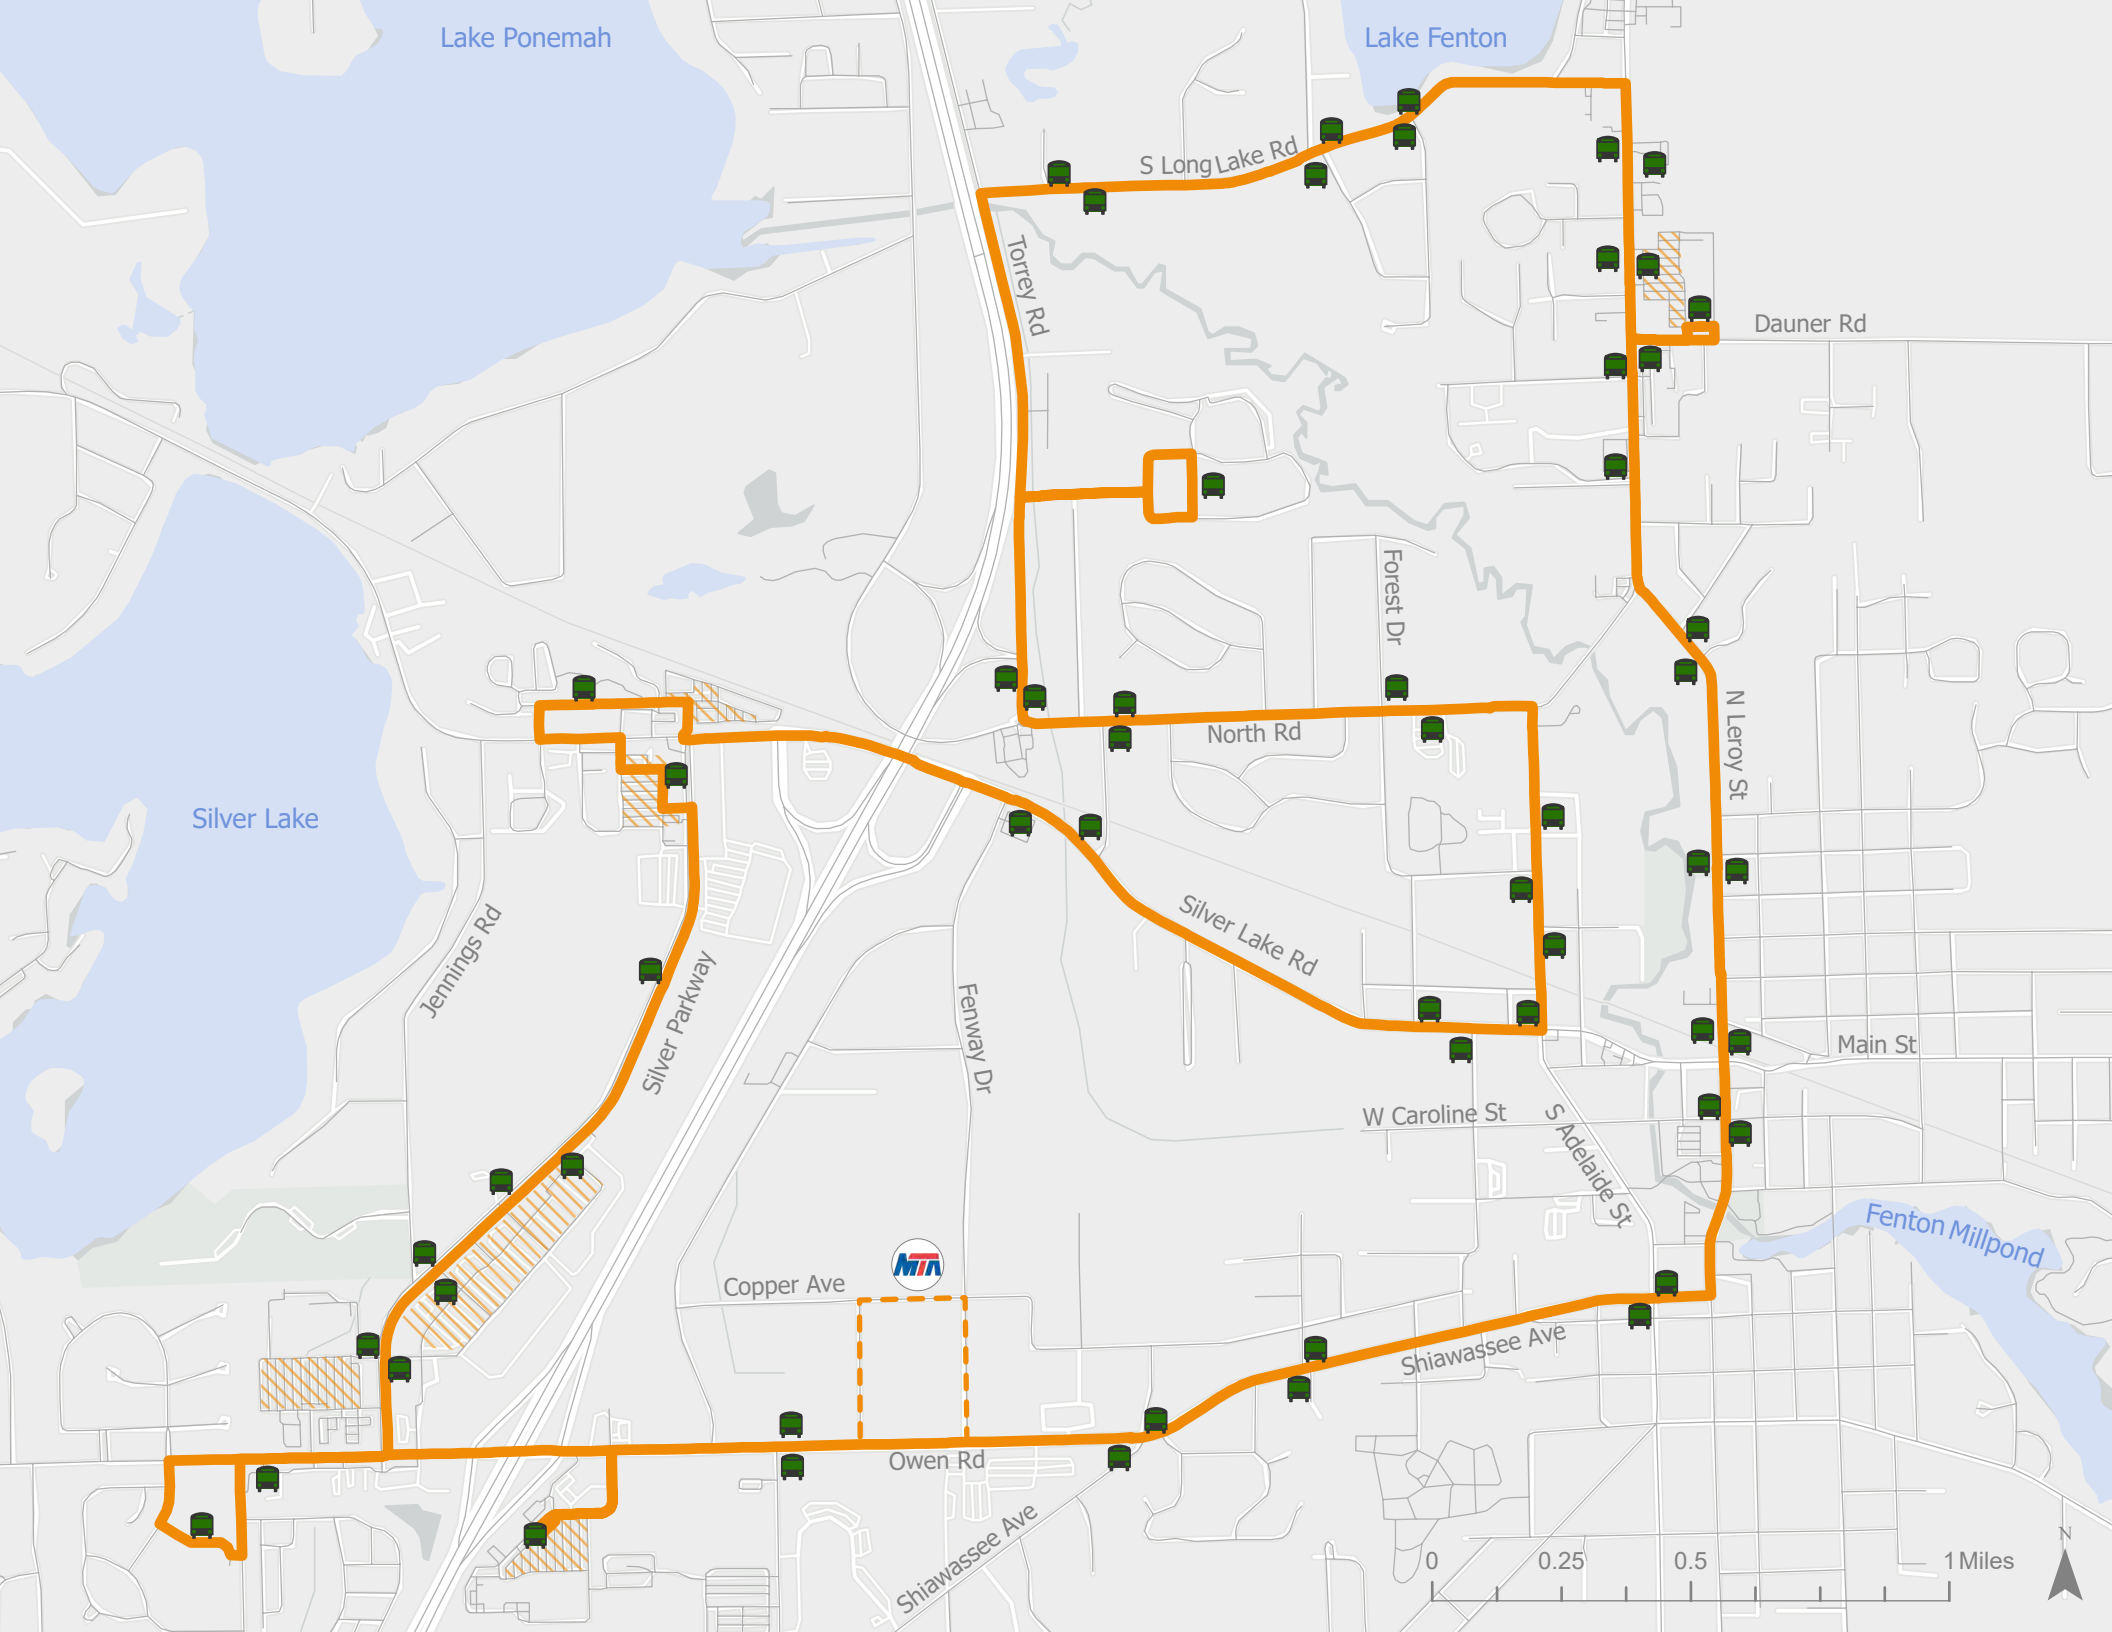 Lake Ponemah
Lake Fenton
S Long Lake Rd
Torrey Rd
Dauner Rd
Forest Dr
N Leroy St
North Rd
Silver Lake
Silver Lake Rd
Jennings Rd
Silver Parkway
Fenway Dr
Main St
W Caroline St
S Adelaide St
Fenton Millpond
MTA
Copper Ave
Shiawassee Ave
Owen Rd
Shiawassee Ave
N
0 0.25 0.5 1 Miles